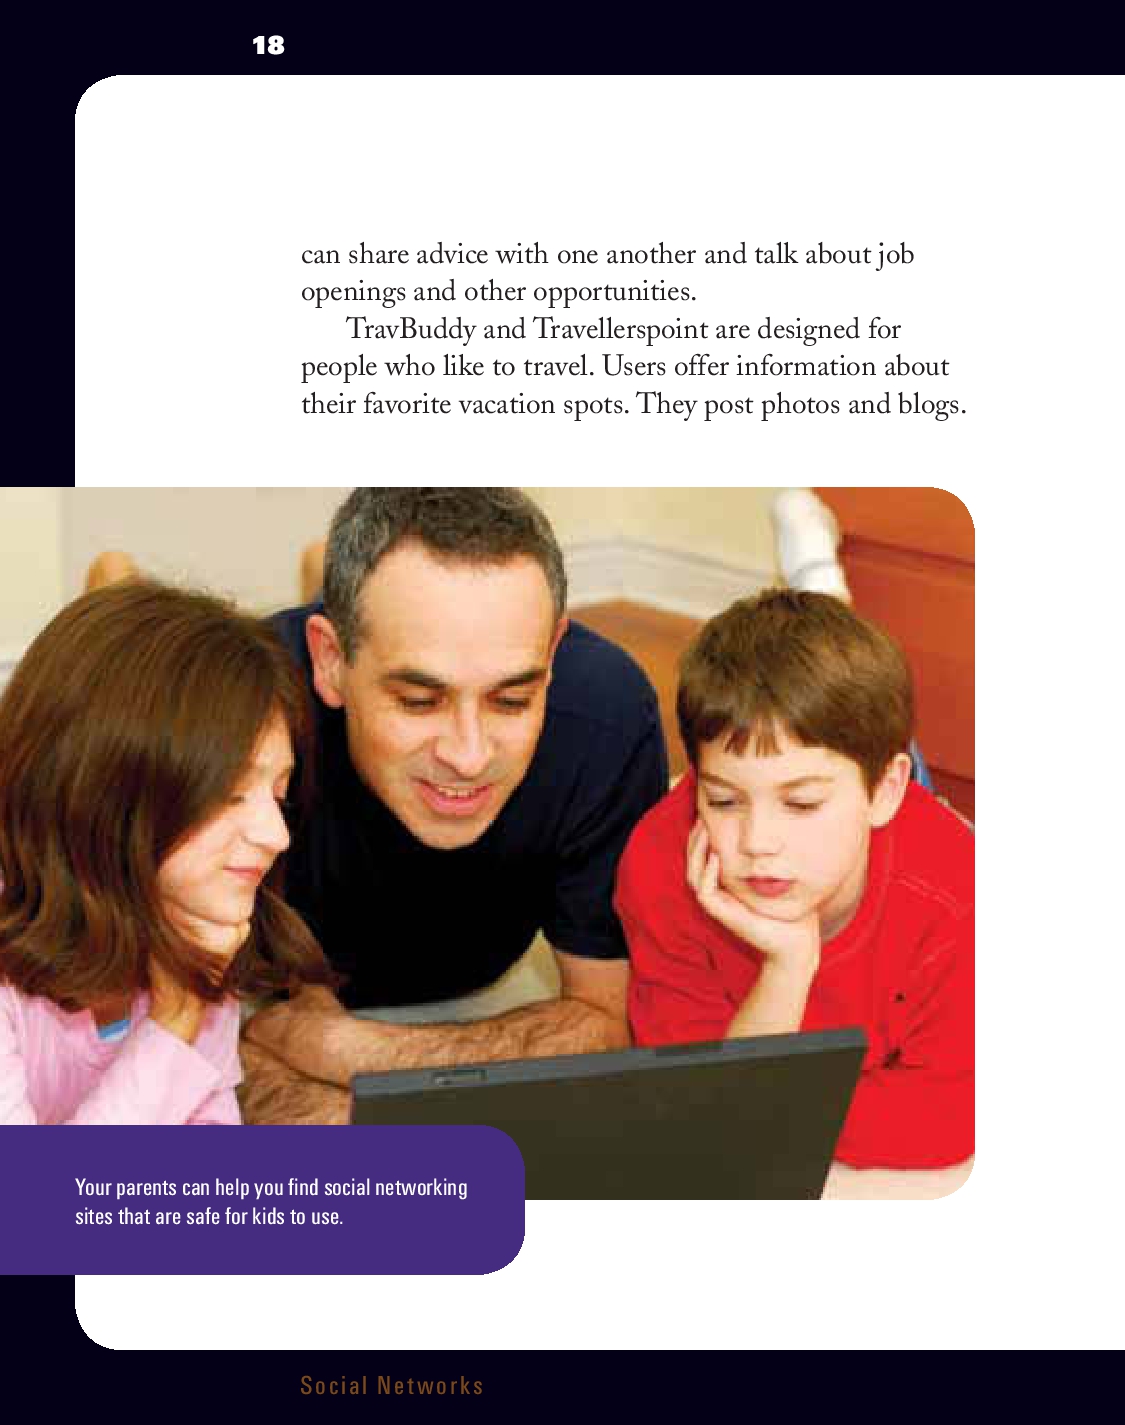 18
can share advice with one another and talk about job
openings and other opportunities.
TravBuddy and Travellerspoint are designed for
people who like to travel. Users offer information about
their favorite vacation spots. They post photos and blogs.
Your parents can help you find social networking
sites that are safe for kids to use.
Social Networks